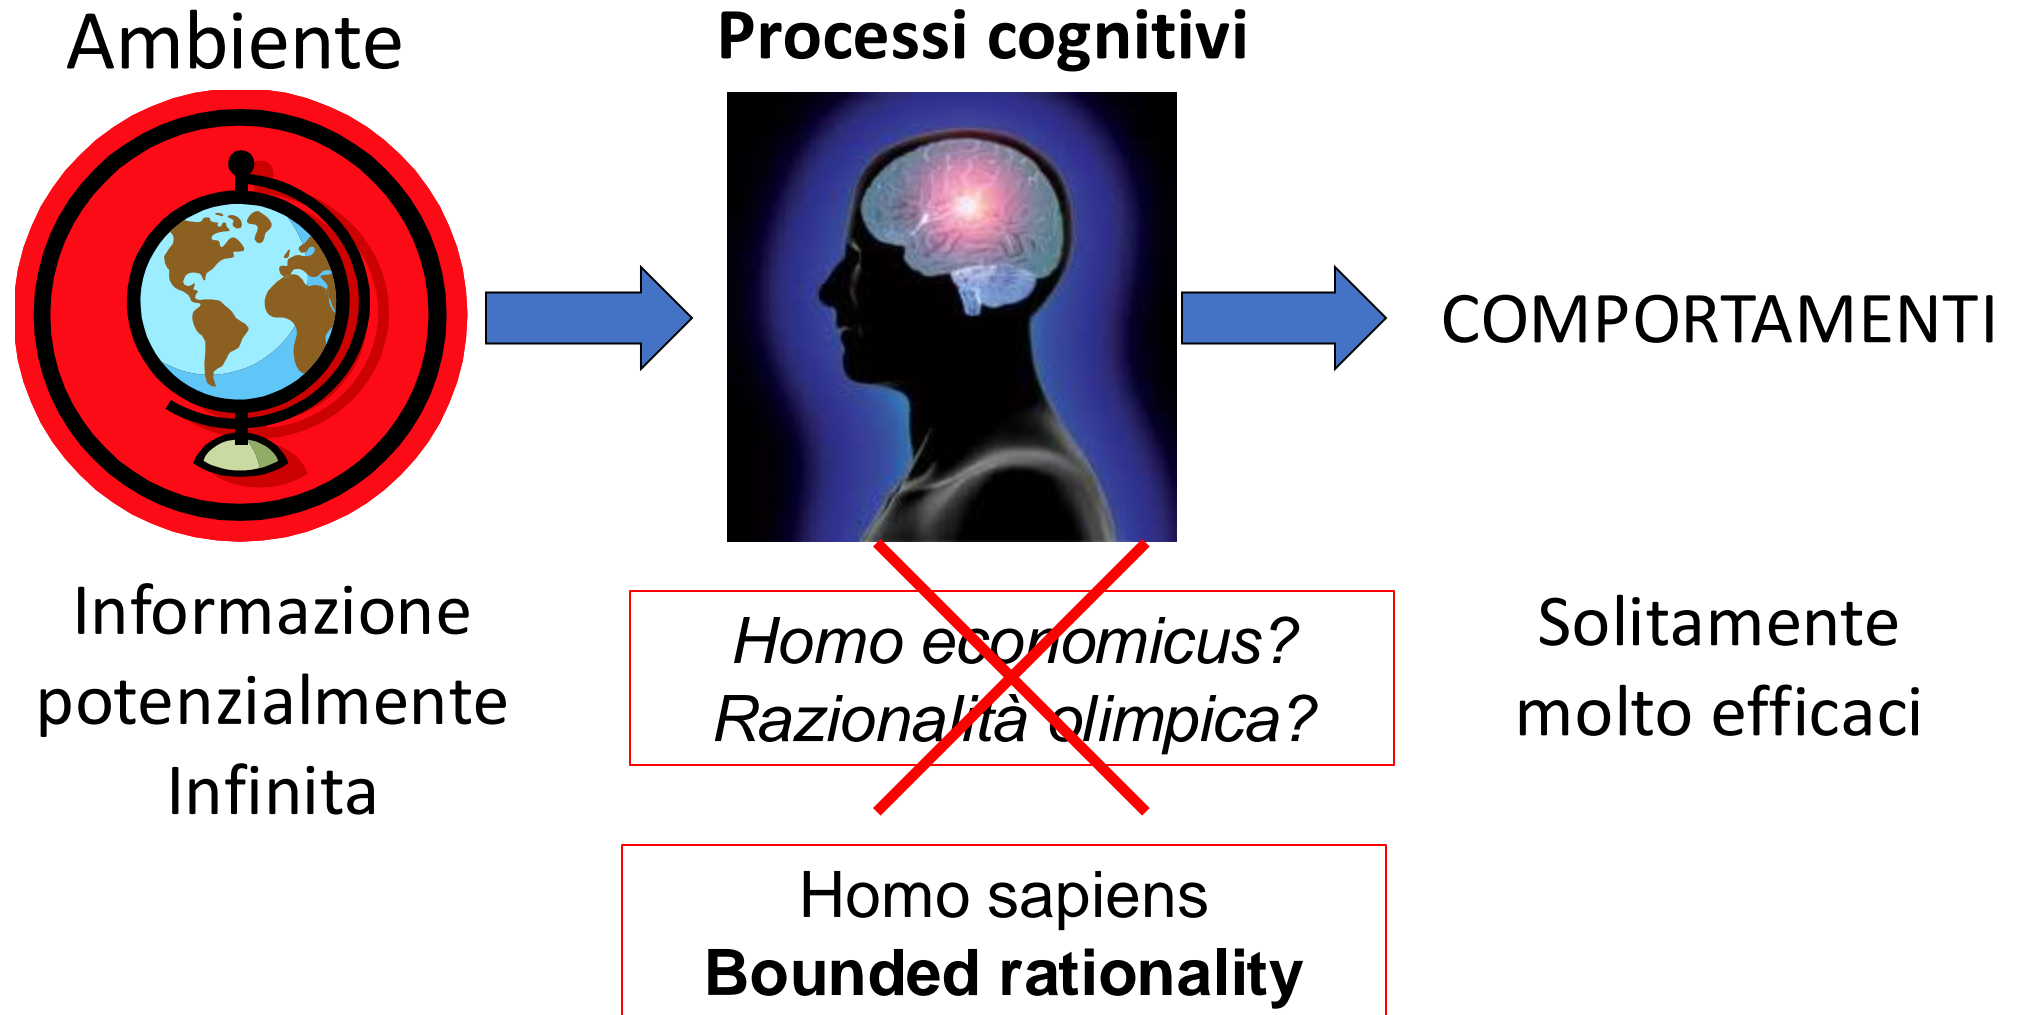 Ambiente
Processi cognitivi
COMPORTAMENTI
Informazione
potenzialmente
Infinita
Homo economicus?
Razionalità olimpica?
Solitamente
molto efficaci
Homo sapiens
Bounded rationality